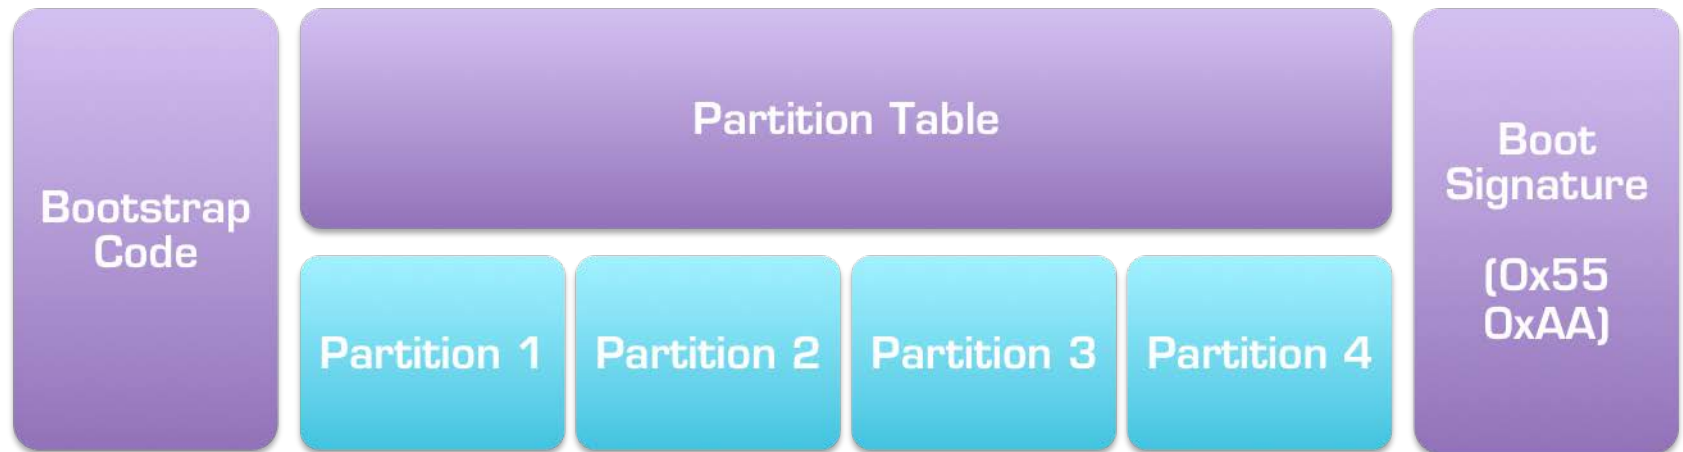 Bootstrap
Code
Partition Table
Partition 1
Partition 2
Partition 3
Partition 4
Boot
Signature
(0x55
0xAA)